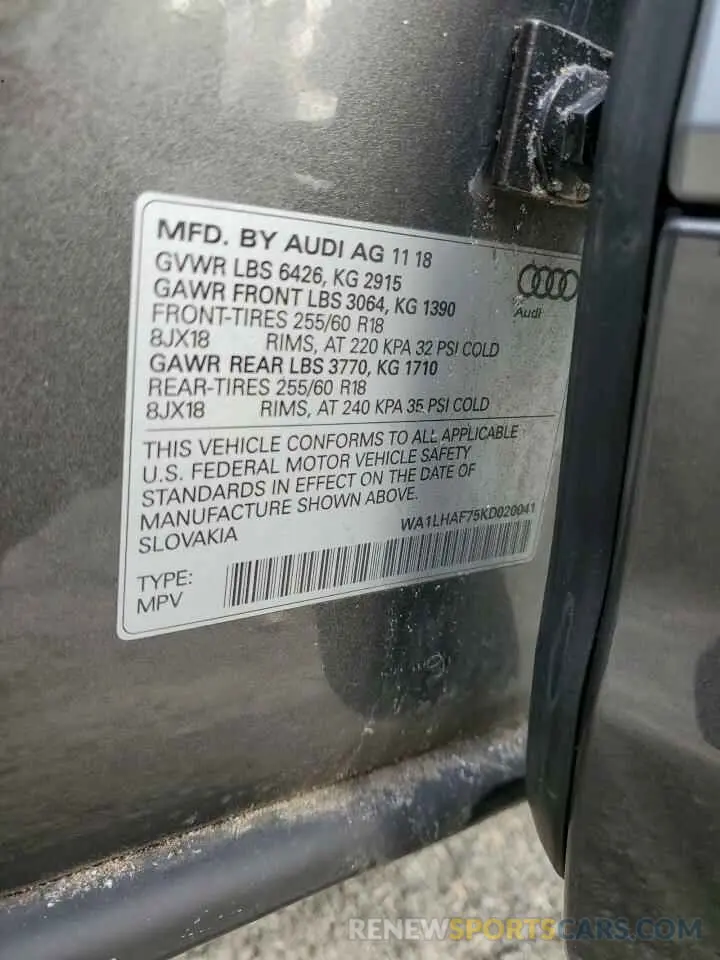 MFD. BY AUDI AG 11 18
GVWR LBS 6426, KG 2915
GAWR FRONT LBS 3064, KG 1390
FRONT-TIRES 255/60 R18
8JX18 RIMS, AT 220 KPA 32 PSI COLD
GAWR REAR LBS 3770, KG 1710
REAR-TIRES 255/60 R18
8JX18 RIMS, AT 240 KPA 35 PSI COLD
Audi
THIS VEHICLE CONFORMS TO ALL APPLICABLE
U.S. FEDERAL MOTOR VEHICLE SAFETY
STANDARDS IN EFFECT ON THE DATE OF
MANUFACTURE SHOWN ABOVE.
SLOVAKIA
WA1LHAF75KD020041
TYPE:
MPV
RENEWSPORTSCARS.COM